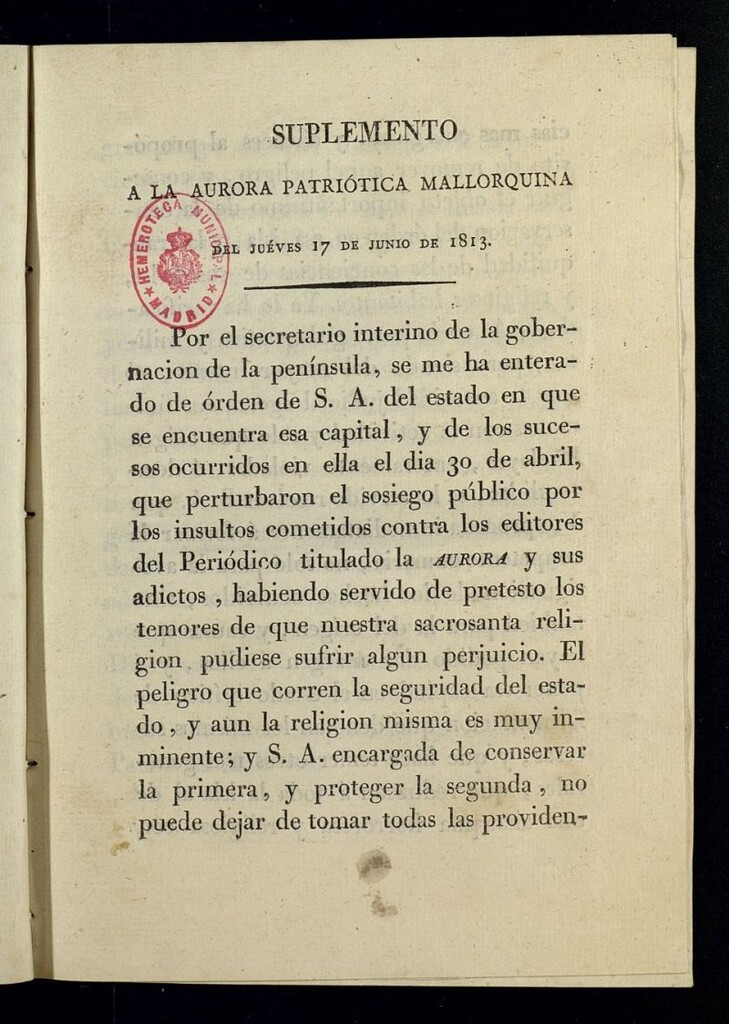 SUPLEMENTO
A LA AURORA PATRIÓTICA MALLORQUINA
DEL JUÉVES 17 DE JUNIO DE 1813.
HEMEROTECA MUNICIPAL
★ MADRID ★
Por el secretario interino de la gober-
nacion de la península, se me ha entera-
do de órden de S. A. del estado en que
se encuentra esa capital, y de los suce-
sos ocurridos en ella el dia 30 de abril,
que perturbaron el sosiego público por
los insultos cometidos contra los editores
del Periódico titulado la AURORA y sus
adictos, habiendo servido de pretesto los
temores de que nuestra sacrosanta reli-
gion pudiese sufrir algun perjuicio. El
peligro que corren la seguridad del esta-
do, y aun la religion misma es muy in-
minente; y S. A. encargada de conservar
la primera, y proteger la segunda, no
puede dejar de tomar todas las providen-